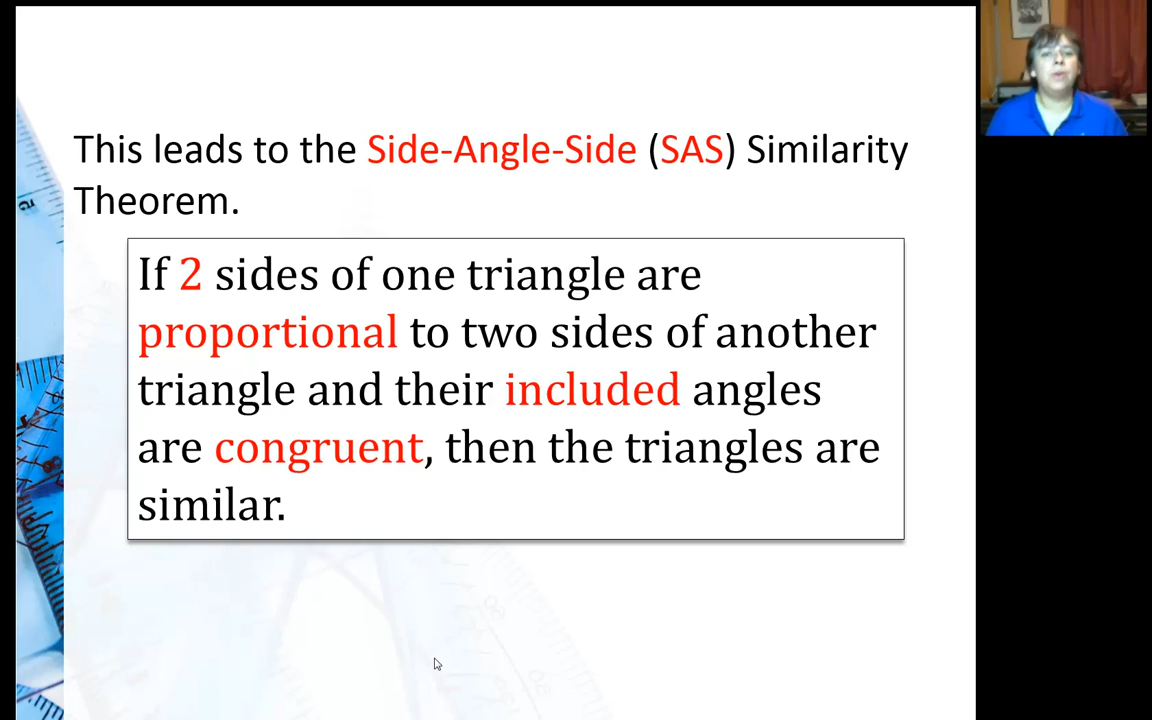 This leads to the Side-Angle-Side (SAS) Similarity
Theorem.
If 2 sides of one triangle are
proportional to two sides of another
triangle and their included angles
are congruent, then the triangles are
similar.